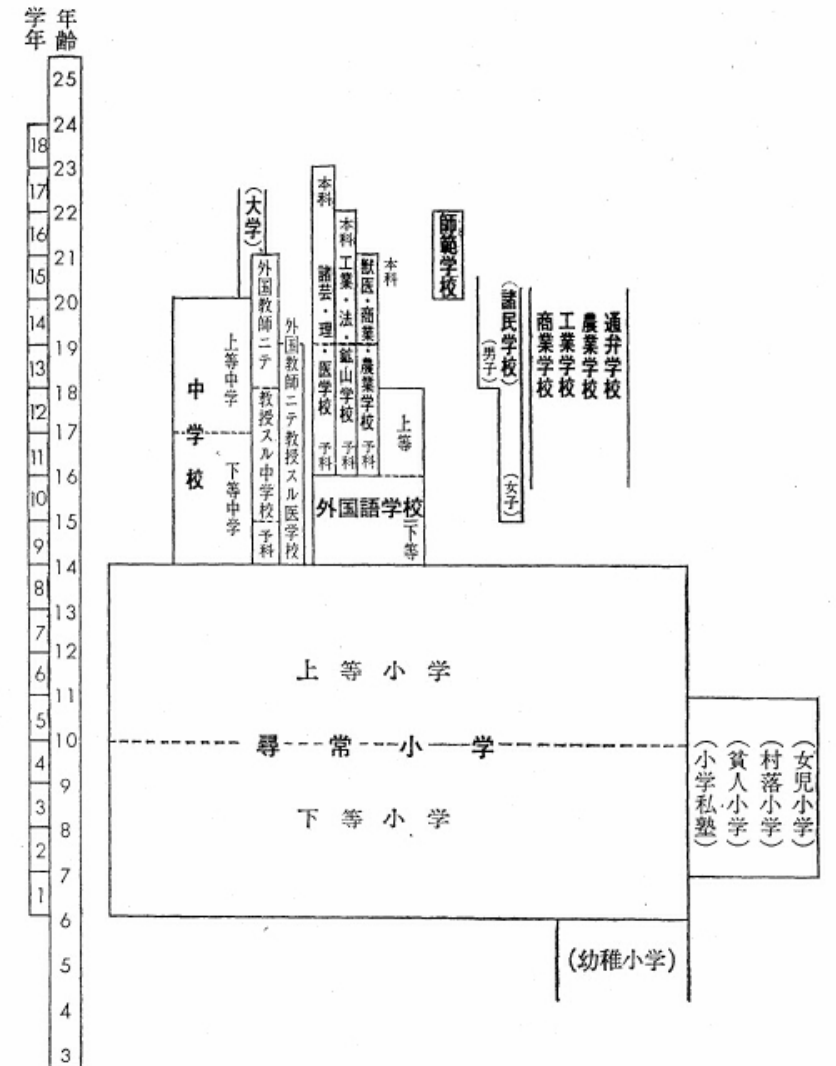 学年
年齢
25
24
23
22
21
20
19
18
17
16
15
14
13
12
11
10
9
8
7
6
5
4
3
18
17
16
15
14
13
12
11
10
9
8
7
6
5
4
3
2
1
中学校
上等中学
下等中学
(大学)
外国教師ニテ教授スル中学校
予科
外国教師ニテ教授スル医学校
本科
諸芸・理・医学校
予科
本科
工業・法・鉱山学校
予科
本科
獣医・商業・農業学校
予科
上等
外国語学校
下等
師範学校
(諸民学校)
(男子)
(女子)
商業学校
工業学校
農業学校
通弁学校
上等小学
尋常小学
下等小学
(小学私塾)
(貧人小学)
(村落小学)
(女児小学)
(幼稚小学)